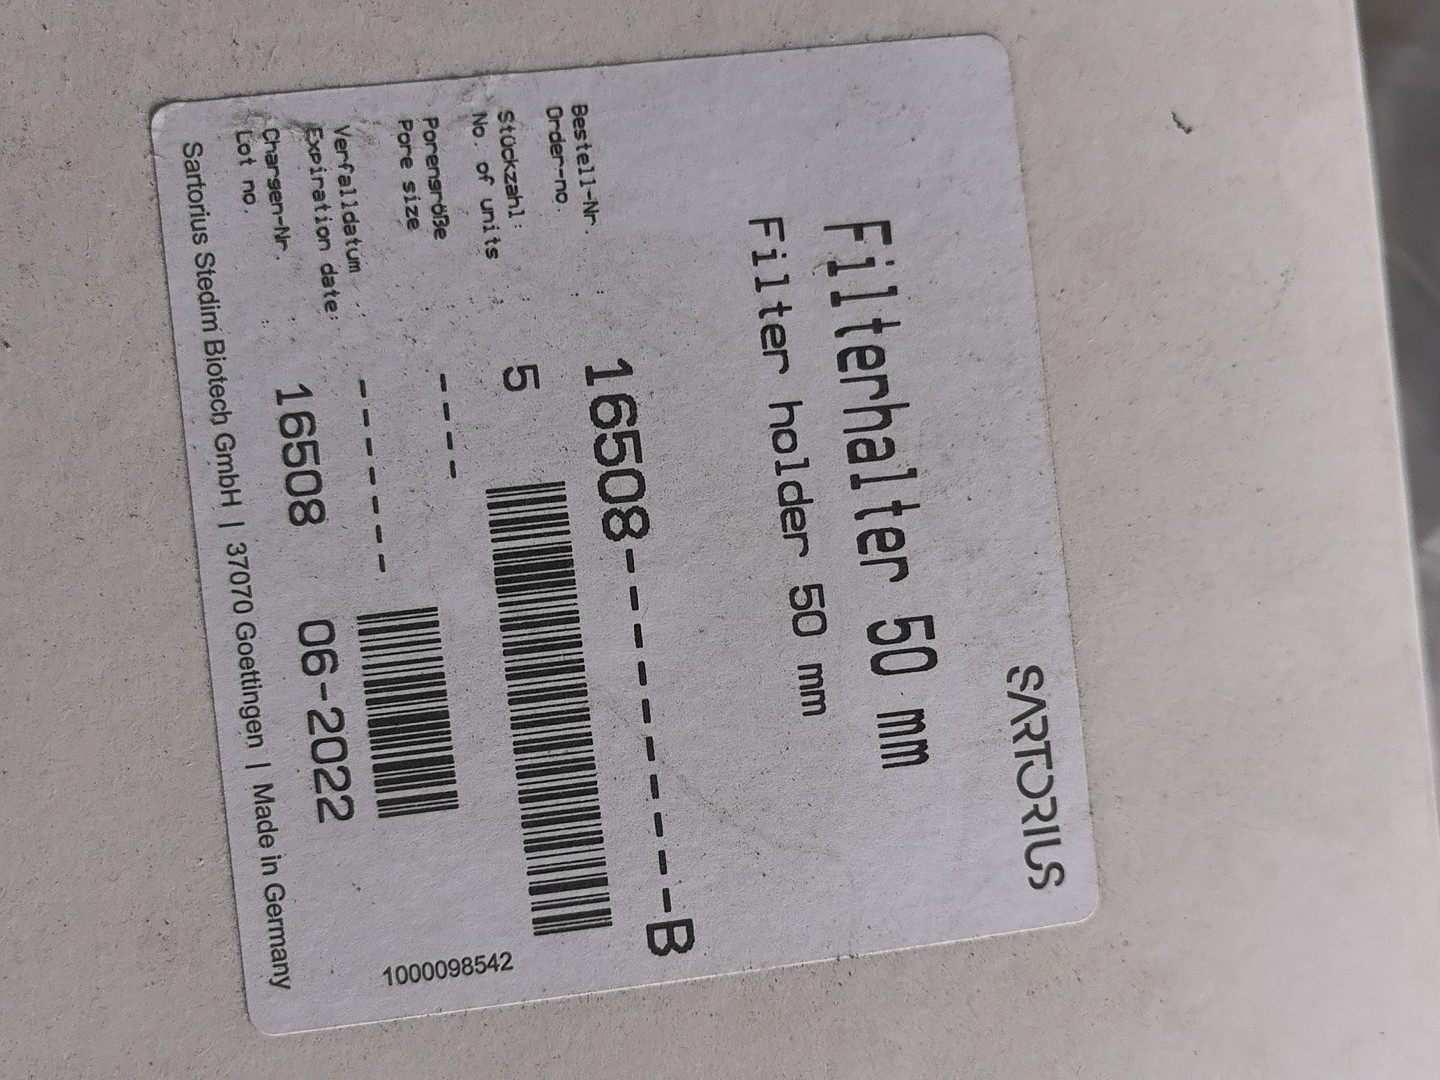 SARTORIUS
Filterhalter 50 mm
Filter holder 50 mm
Bestell-Nr. : 16508----------B
Order-no.
Stückzahl: 5
No. of units :
Porensröße ----
Pore size
Verfalldatum : ------
Expiration date:
Chargen-Nr. : 16508 06-2022
Lot no. :
Sartorius Stedim Biotech GmbH | 37070 Goettingen | Made in Germany
1000098542